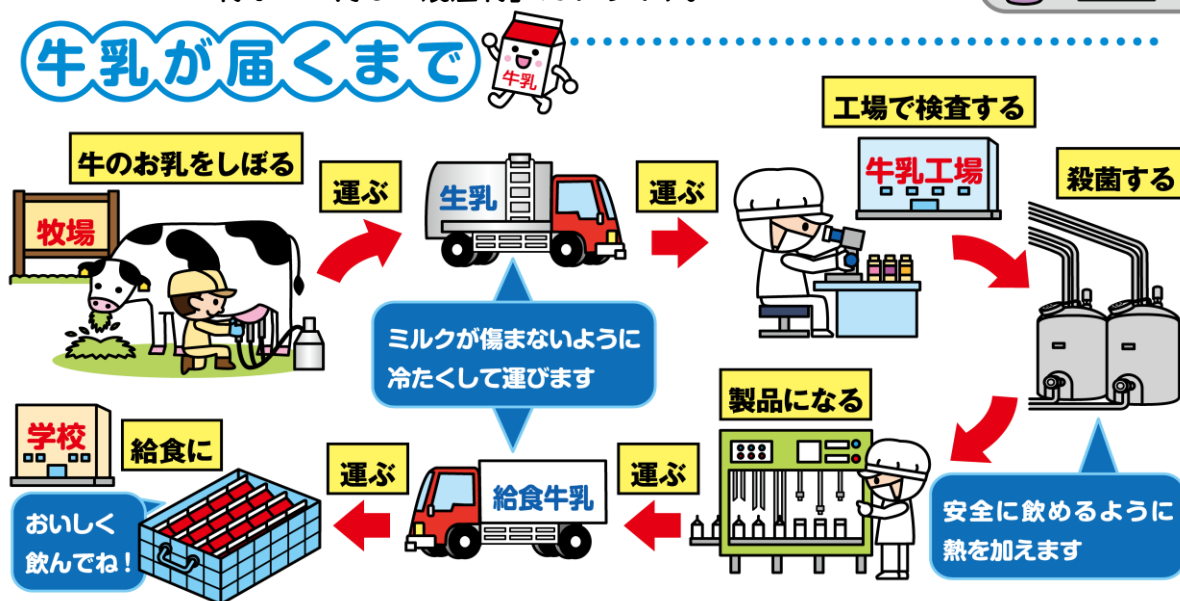 牛乳が届くまで
牛乳
牛のお乳をしぼる
牧場
運ぶ
生乳
運ぶ
工場で検査する
牛乳工場
殺菌する
ミルクが傷まないように
冷たくして運びます
安全に飲めるように
熱を加えます
製品になる
運ぶ
給食牛乳
運ぶ
給食に
学校
おいしく
飲んでね!